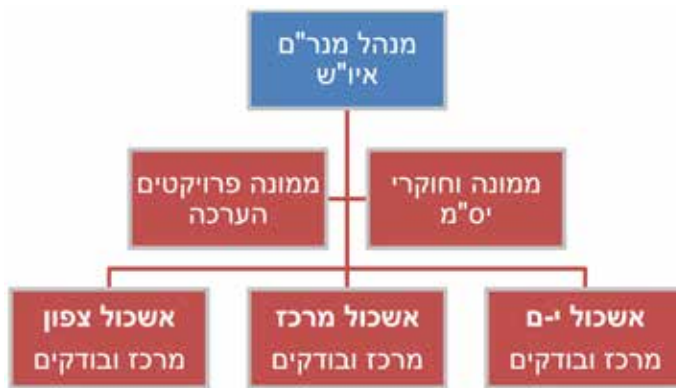 מנהל מנר"ם
איו"ש
ממונה וחוקרי
יס"מ
ממונה פרויקטים
הערכה
אשכול י-ם
מרכז ובודקים
אשכול מרכז
מרכז ובודקים
אשכול צפון
מרכז ובודקים